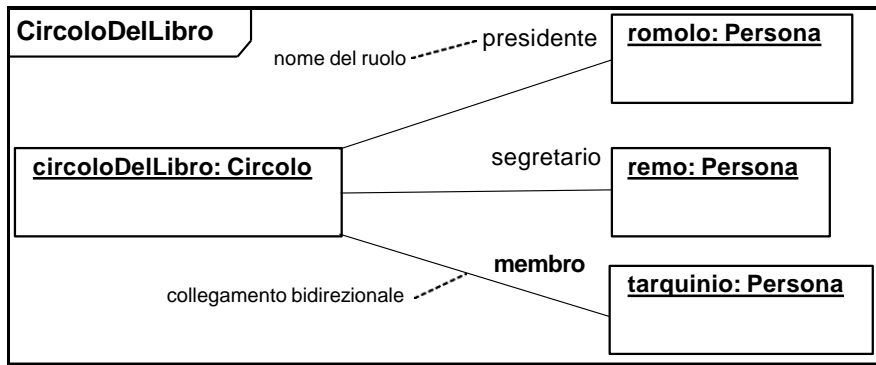 CircoloDelLibro
presidente
romolo: Persona
nome del ruolo
circoloDelLibro: Circolo
segretario
remo: Persona
membro
tarquinio: Persona
collegamento bidirezionale